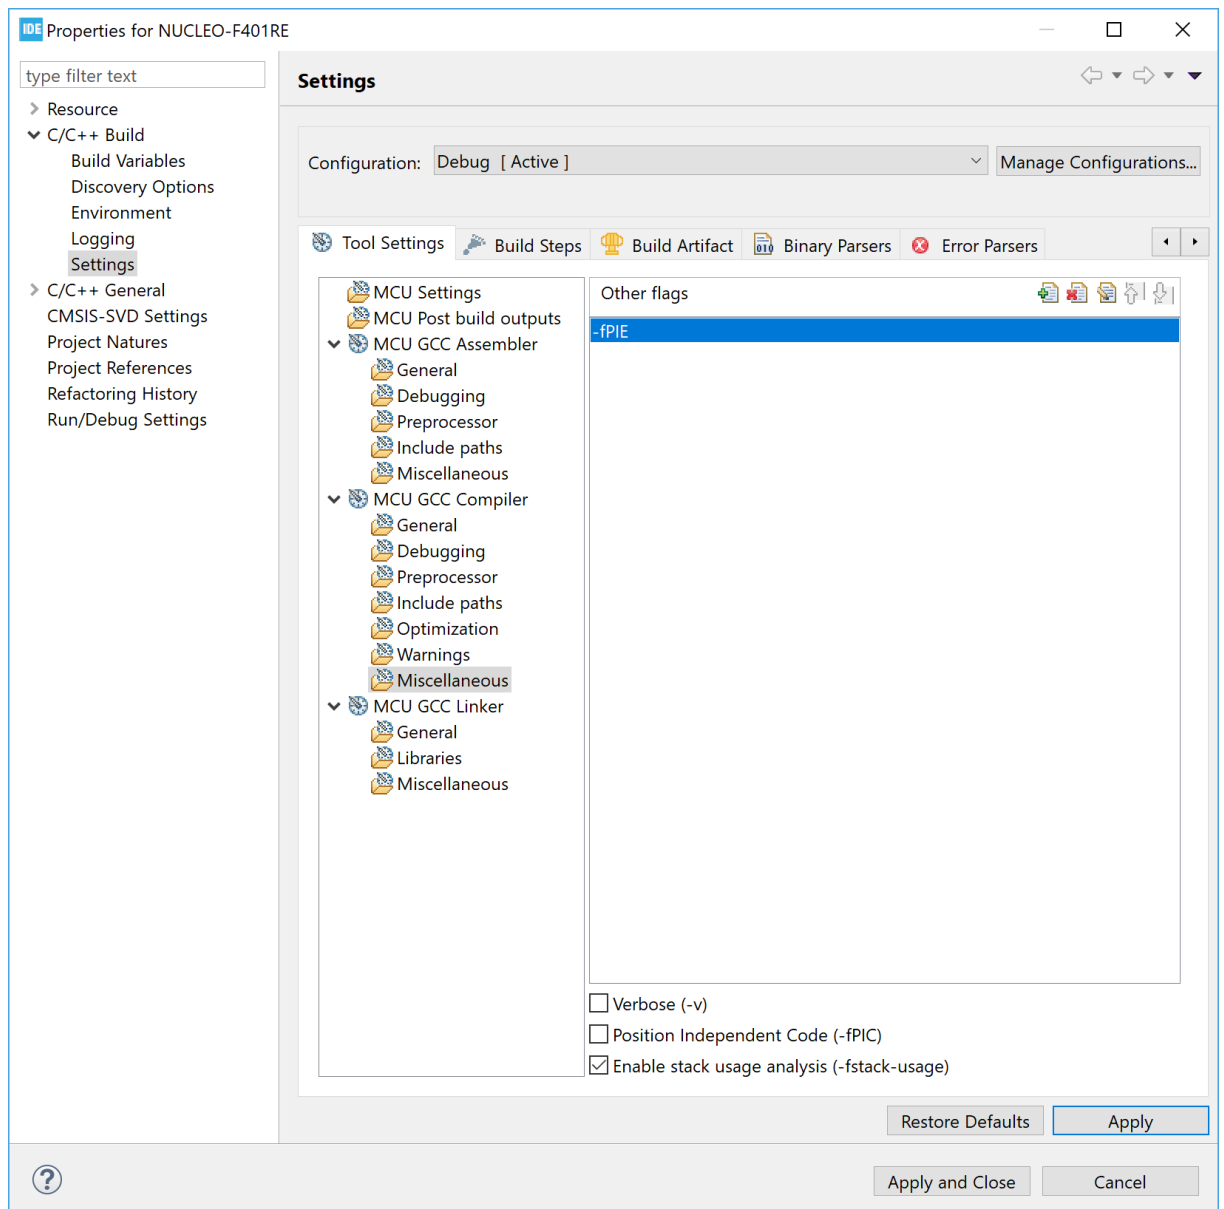 IDE Properties for NUCLEO-F401RE
type filter text
Resource
C/C++ Build
Build Variables
Discovery Options
Environment
Logging
Settings
C/C++ General
CMSIS-SVD Settings
Project Natures
Project References
Refactoring History
Run/Debug Settings
Settings
Configuration: Debug [ Active ] Manage Configurations...
Tool Settings Build Steps Build Artifact 010 Binary Parsers Error Parsers
MCU Settings
MCU Post build outputs
MCU GCC Assembler
General
Debugging
Preprocessor
Include paths
Miscellaneous
MCU GCC Compiler
General
Debugging
Preprocessor
Include paths
Optimization
Warnings
Miscellaneous
MCU GCC Linker
General
Libraries
Miscellaneous
Other flags
-fPIE
Verbose (-v)
Position Independent Code (-fPIC)
Enable stack usage analysis (-fstack-usage)
Restore Defaults Apply
? Apply and Close Cancel